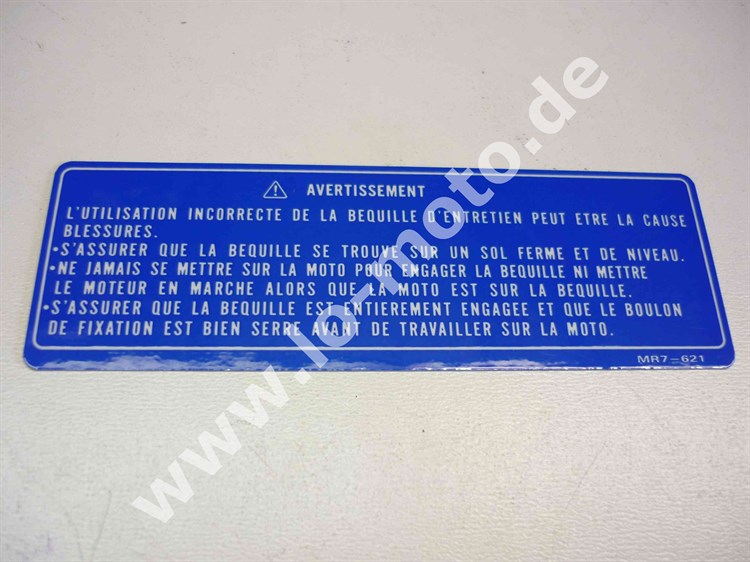 ⚠ AVERTISSEMENT
L'UTILISATION INCORRECTE DE LA BEQUILLE D'ENTRETIEN PEUT ETRE LA CAUSE
BLESSURES.
•S'ASSURER QUE LA BEQUILLE SE TROUVE SUR UN SOL FERME ET DE NIVEAU.
•NE JAMAIS SE METTRE SUR LA MOTO POUR ENGAGER LA BEQUILLE NI METTRE
LE MOTEUR EN MARCHE ALORS QUE LA MOTO EST SUR LA BEQUILLE.
•S'ASSURER QUE LA BEQUILLE EST ENTIEREMENT ENGAGEE ET QUE LE BOULON
DE FIXATION EST BIEN SERRE AVANT DE TRAVAILLER SUR LA MOTO.
MR7-621
www.lo-moto.de